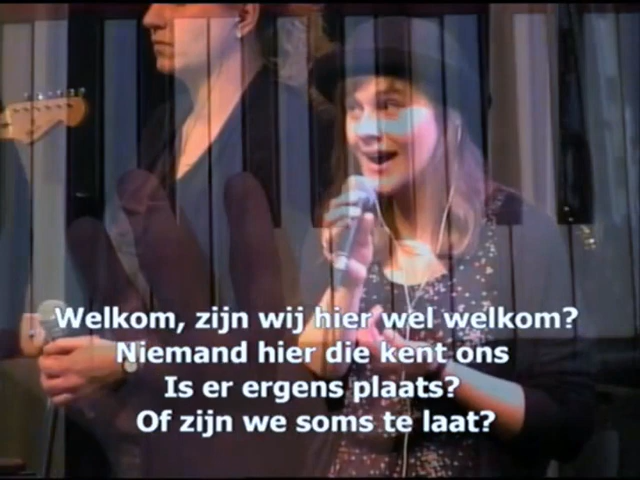 Welkom, zijn wij hier wel welkom?
Niemand hier die kent ons
Is er ergens plaats?
Of zijn we soms te laat?